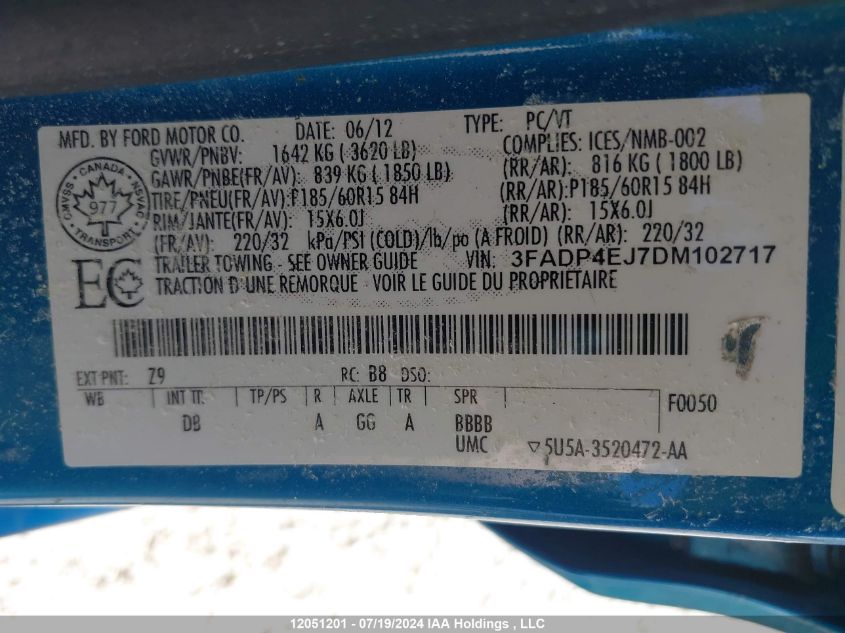 MFD. BY FORD MOTOR CO. DATE: 06/12 TYPE: PC/VT
GVWR/PNBV: 1642 KG ( 3620 LB) COMPLIES: ICES/NMB-002
GAWR/PNBE(FR/AV): 839 KG ( 1850 LB) (RR/AR): 816 KG ( 1800 LB)
TIRE/PNEU(FR/AV): P185/60R15 84H (RR/AR): P185/60R15 84H
RIM/JANTE(FR/AV): 15X6.0J (RR/AR): 15X6.0J
(FR/AV): 220/32 kPa/PSI (COLD)/lb/po (A FROID) (RR/AR): 220/32
TRAILER TOWING - SEE OWNER GUIDE VIN: 3FADP4EJ7DM102717
TRACTION D'UNE REMORQUE - VOIR LE GUIDE DU PROPRIETAIRE
CANADA
CMVSS NSVAC
977
TRANSPORT
EC
EXT PNT: Z9 RC: B8 DSO:
WB INT TR TP/PS R AXLE TR SPR F0050
DB A GG A BBBB
UMC ▽5U5A-3520472-AA
12051201 - 07/19/2024 IAA Holdings , LLC